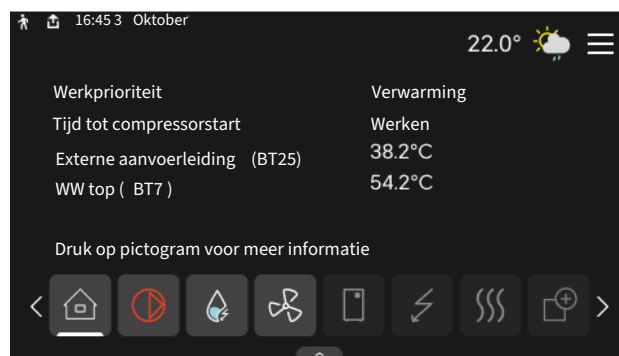 16:45 3 Oktober
22.0°
Werkprioriteit Verwarming
Tijd tot compressorstart Werken
Externe aanvoerleiding (BT25) 38.2°C
WW top ( BT7 ) 54.2°C
Druk op pictogram voor meer informatie